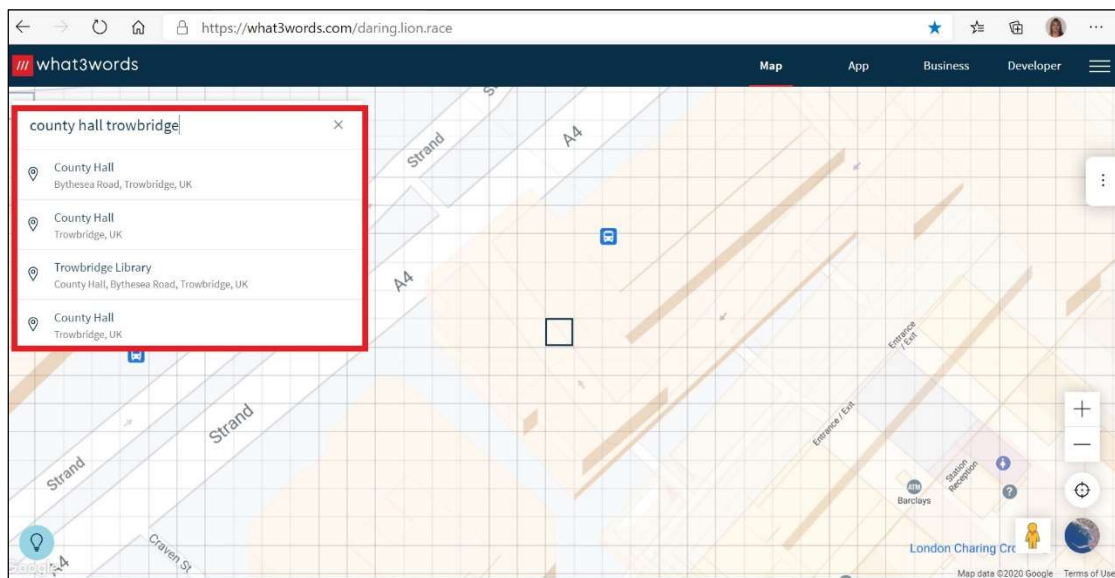 https://what3words.com/daring.lion.race
/// what3words
Map
App
Business
Developer
county hall trowbridge
County Hall
Bythesea Road, Trowbridge, UK
County Hall
Trowbridge, UK
Trowbridge Library
County Hall, Bythesea Road, Trowbridge, UK
County Hall
Trowbridge, UK
Strand
A4
A4
Strand
Strand
Craven St
A4
Entrance
/ Exit
Entrance / Exit
Station
Reception
ATM
Barclays
London Charing Cro
Google
Map data ©2020 Google
Terms of Use